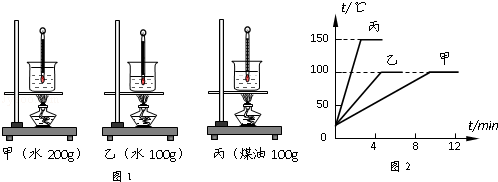 甲（水 200g）
乙（水 100g）
丙（煤油 100g
图 1
t/℃
丙
150
乙
甲
100
50
0
4
8
12
t/min
图 2